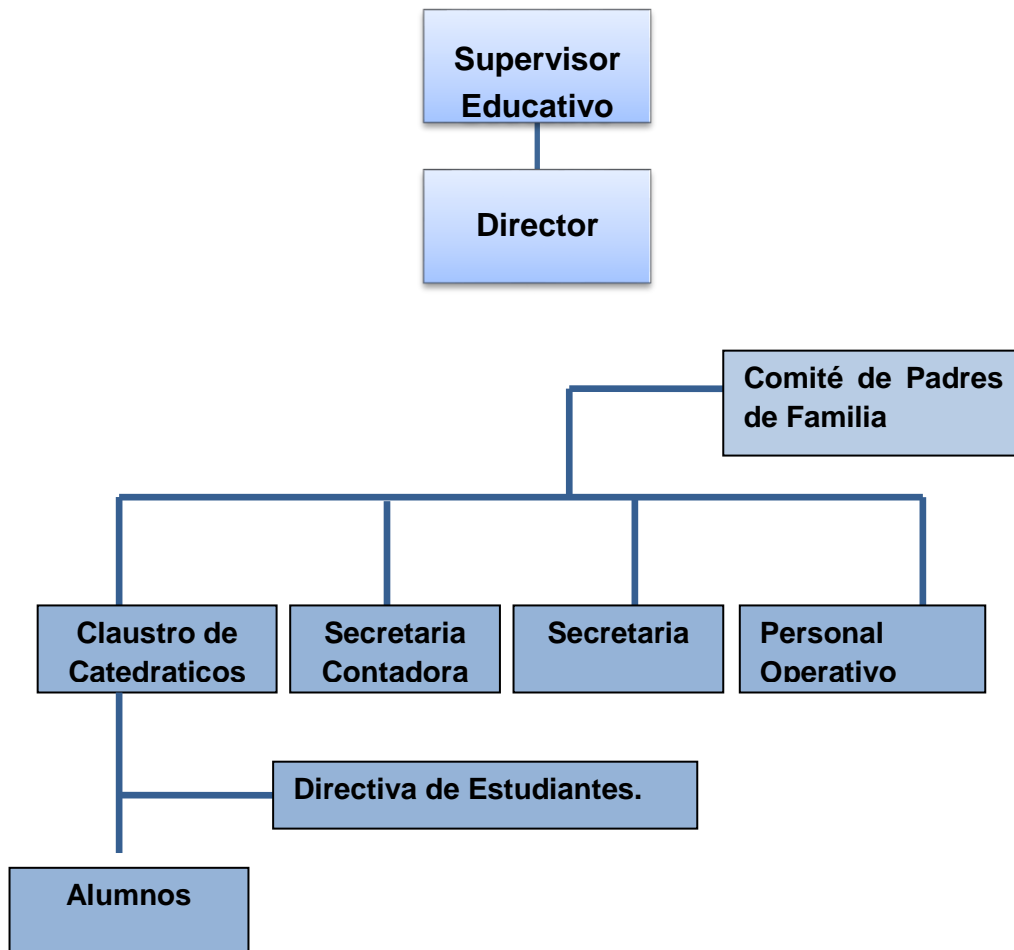 Supervisor
Educativo
Director
Comité de Padres
de Familia
Claustro de
Catedraticos
Secretaria
Contadora
Secretaria
Personal
Operativo
Directiva de Estudiantes.
Alumnos